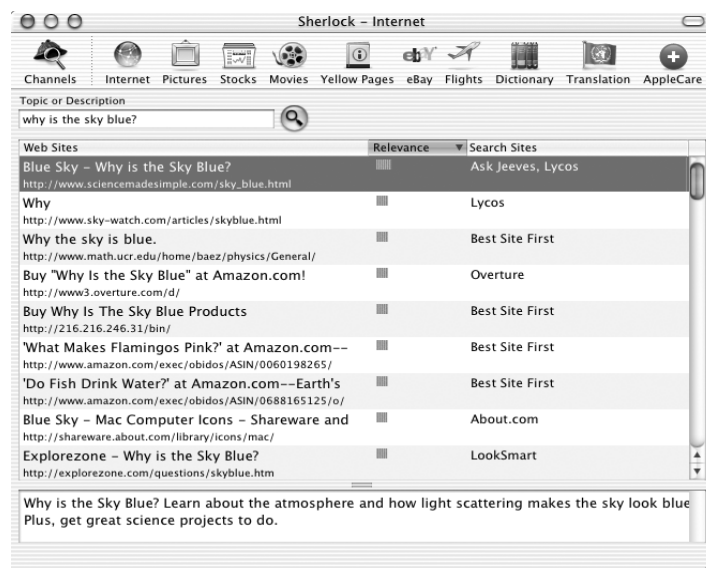 Sherlock – Internet
Channels Internet Pictures Stocks Movies Yellow Pages eBay Flights Dictionary Translation AppleCare
Topic or Description
why is the sky blue?
Web Sites Relevance Search Sites
Blue Sky – Why is the Sky Blue? Ask Jeeves, Lycos
http://www.sciencemadesimple.com/sky_blue.html
Why Lycos
http://www.sky-watch.com/articles/skyblue.html
Why the sky is blue. Best Site First
http://www.math.ucr.edu/home/baez/physics/General/
Buy "Why Is the Sky Blue" at Amazon.com! Overture
http://www3.overture.com/d/
Buy Why Is The Sky Blue Products Best Site First
http://216.216.246.31/bin/
'What Makes Flamingos Pink?' at Amazon.com-- Best Site First
http://www.amazon.com/exec/obidos/ASIN/0060198265/
'Do Fish Drink Water?' at Amazon.com--Earth's Best Site First
http://www.amazon.com/exec/obidos/ASIN/0688165125/o/
Blue Sky – Mac Computer Icons – Shareware and About.com
http://shareware.about.com/library/icons/mac/
Explorezone – Why is the Sky Blue? LookSmart
http://explorezone.com/questions/skyblue.htm
Why is the Sky Blue? Learn about the atmosphere and how light scattering makes the sky look blue
Plus, get great science projects to do.